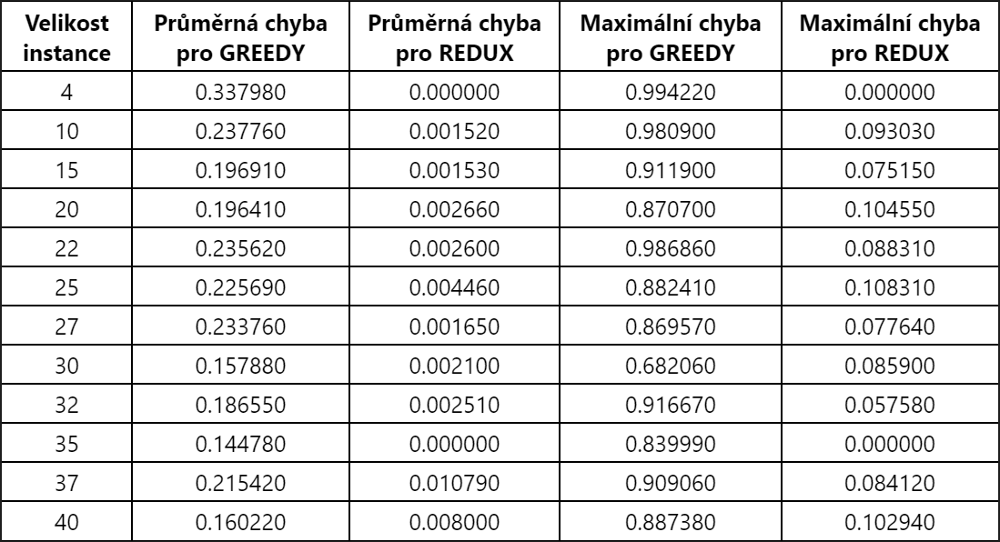 Velikost instance Průměrná chyba pro GREEDY Průměrná chyba pro REDUX Maximální chyba pro GREEDY Maximální chyba pro REDUX
4 0.337980 0.000000 0.994220 0.000000
10 0.237760 0.001520 0.980900 0.093030
15 0.196910 0.001530 0.911900 0.075150
20 0.196410 0.002660 0.870700 0.104550
22 0.235620 0.002600 0.986860 0.088310
25 0.225690 0.004460 0.882410 0.108310
27 0.233760 0.001650 0.869570 0.077640
30 0.157880 0.002100 0.682060 0.085900
32 0.186550 0.002510 0.916670 0.057580
35 0.144780 0.000000 0.839990 0.000000
37 0.215420 0.010790 0.909060 0.084120
40 0.160220 0.008000 0.887380 0.102940